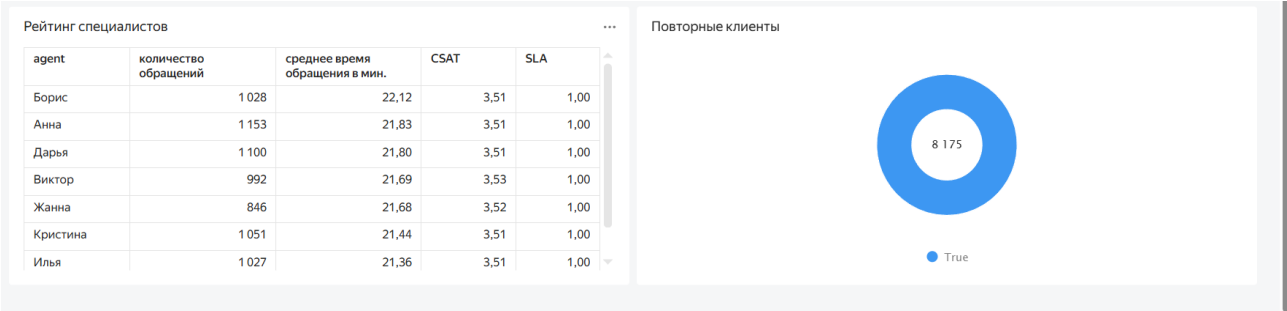 Рейтинг специалистов
agent количество обращений среднее время обращения в мин. CSAT SLA
Борис 1 028 22,12 3,51 1,00
Анна 1 153 21,83 3,51 1,00
Дарья 1 100 21,80 3,51 1,00
Виктор 992 21,69 3,53 1,00
Жанна 846 21,68 3,52 1,00
Кристина 1 051 21,44 3,51 1,00
Илья 1 027 21,36 3,51 1,00
Повторные клиенты
8 175
True